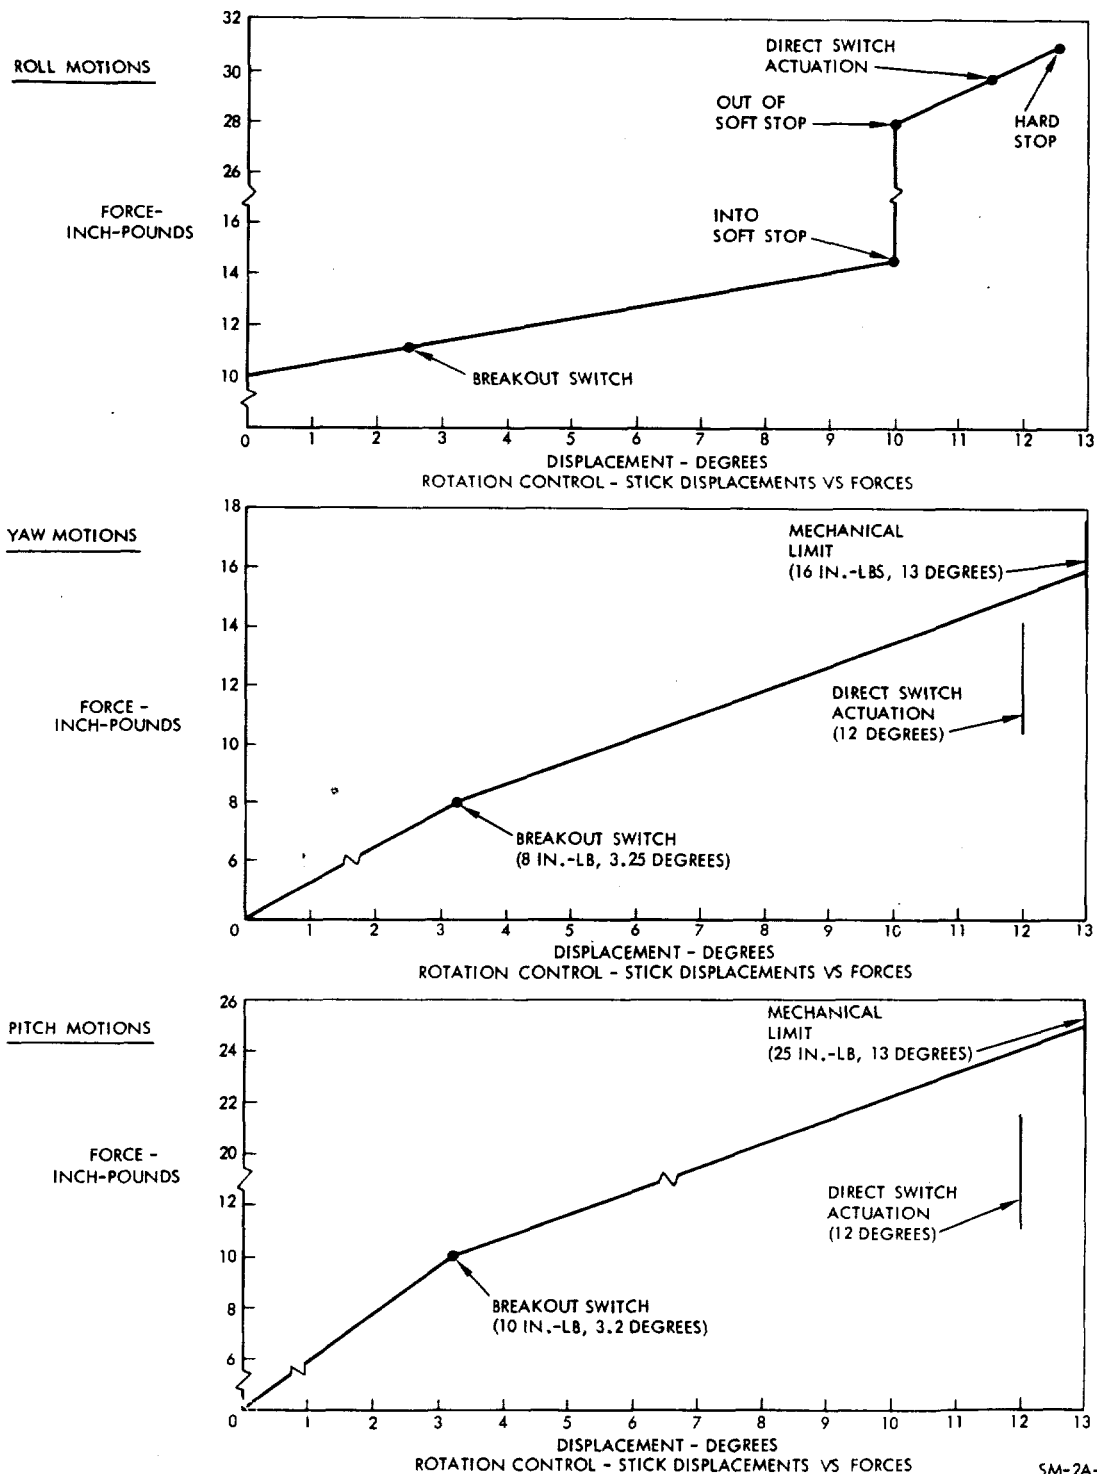 ROLL MOTIONS
FORCE-
INCH-POUNDS
32
30
28
26
16
14
12
10
DIRECT SWITCH
ACTUATION
OUT OF
SOFT STOP
HARD
STOP
INTO
SOFT STOP
BREAKOUT SWITCH
0 1 2 3 4 5 6 7 8 9 10 11 12 13
DISPLACEMENT - DEGREES
ROTATION CONTROL - STICK DISPLACEMENTS VS FORCES
YAW MOTIONS
FORCE -
INCH-POUNDS
18
16
14
12
10
8
6
MECHANICAL
LIMIT
(16 IN.-LBS, 13 DEGREES)
DIRECT SWITCH
ACTUATION
(12 DEGREES)
BREAKOUT SWITCH
(8 IN.-LB, 3.25 DEGREES)
0 1 2 3 4 5 6 7 8 9 10 11 12 13
DISPLACEMENT - DEGREES
ROTATION CONTROL - STICK DISPLACEMENTS VS FORCES
PITCH MOTIONS
FORCE -
INCH-POUNDS
26
24
22
20
12
10
8
6
MECHANICAL
LIMIT
(25 IN.-LB, 13 DEGREES)
DIRECT SWITCH
ACTUATION
(12 DEGREES)
BREAKOUT SWITCH
(10 IN.-LB, 3.2 DEGREES)
0 1 2 3 4 5 6 7 8 9 10 11 12 13
DISPLACEMENT - DEGREES
ROTATION CONTROL - STICK DISPLACEMENTS VS FORCES
SM-2A-